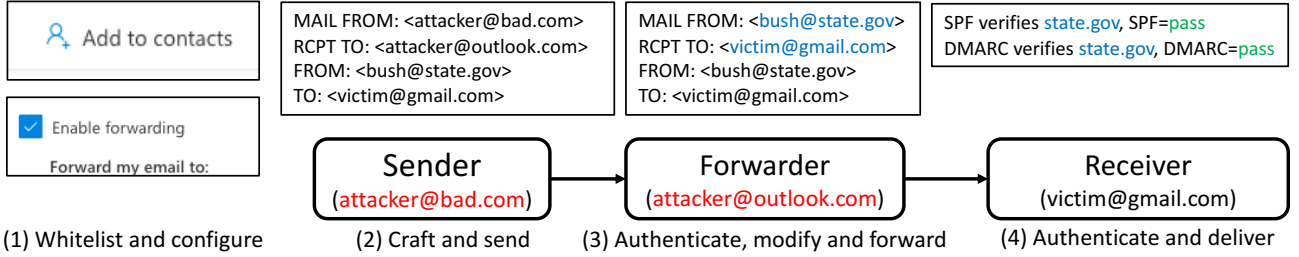 Add to contacts
Enable forwarding
Forward my email to:
(1) Whitelist and configure
MAIL FROM: <attacker@bad.com>
RCPT TO: <attacker@outlook.com>
FROM: <bush@state.gov>
TO: <victim@gmail.com>
Sender
(attacker@bad.com)
(2) Craft and send
MAIL FROM: <bush@state.gov>
RCPT TO: <victim@gmail.com>
FROM: <bush@state.gov>
TO: <victim@gmail.com>
Forwarder
(attacker@outlook.com)
(3) Authenticate, modify and forward
SPF verifies state.gov, SPF=pass
DMARC verifies state.gov, DMARC=pass
Receiver
(victim@gmail.com)
(4) Authenticate and deliver